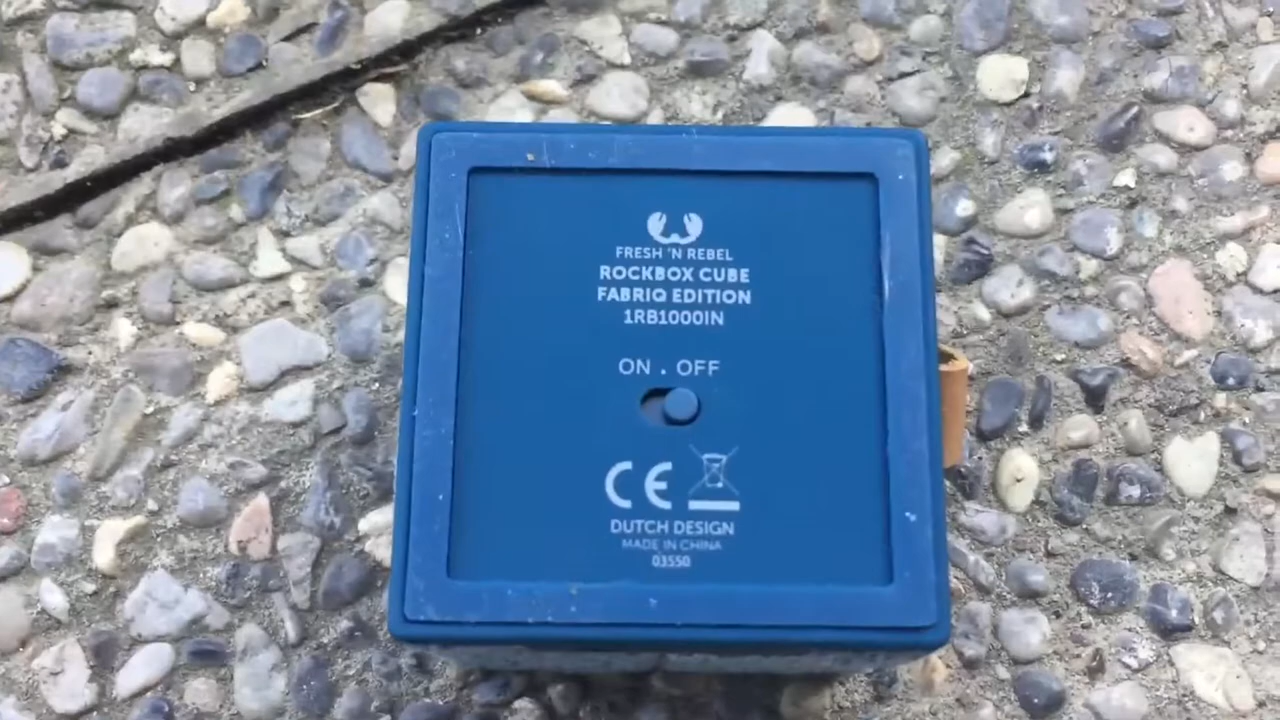 FRESH 'N REBEL
ROCKBOX CUBE
FABRIQ EDITION
1RB1000IN
ON . OFF
CE
DUTCH DESIGN
MADE IN CHINA
03550